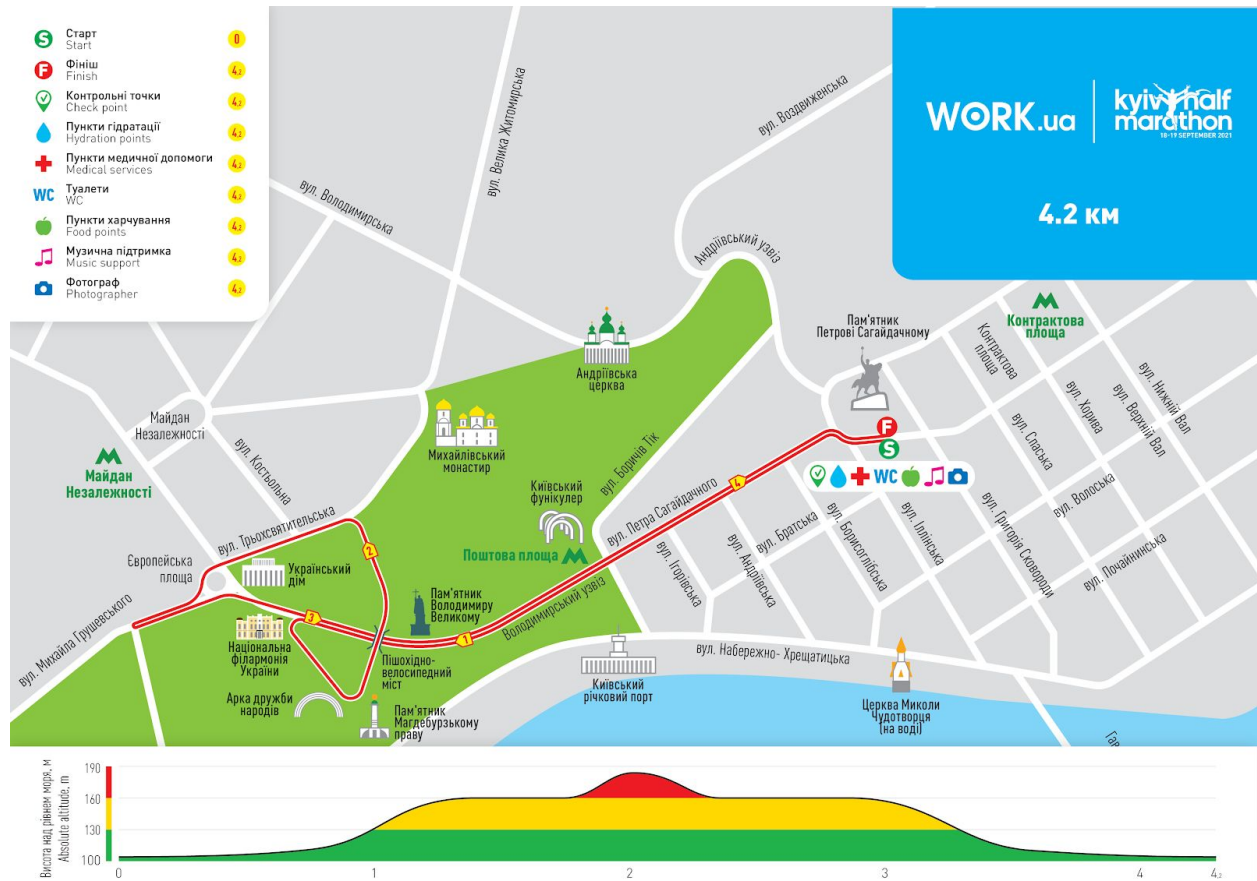 S
Старт
Start
0
F
Фініш
Finish
4,2
Контрольні точки
Check point
4,2
Пункти гідратації
Hydration points
4,2
Пункти медичної допомоги
Medical services
4,2
WC
Туалети
WC
4,2
Пункти харчування
Food points
4,2
Музична підтримка
Music support
4,2
Фотограф
Photographer
4,2
WORK.ua
kyiv half
marathon
18-19 SEPTEMBER 2021
4.2 км
вул. Велика Житомирська
вул. Воздвиженська
вул. Володимирська
Андріївський узвіз
Андріївська
церква
Пам'ятник
Петрові Сагайдачному
Контрактова
площа
Контрактова
площа
вул. Нижній Вал
вул. Верхній Вал
вул. Хорива
вул. Спаська
Майдан
Незалежності
Майдан
Незалежності
вул. Костьольна
Михайлівський
монастир
F
S
WC
Київський
фунікулер
вул. Боричів Тік
вул. Петра Сагайдачного
4
вул. Волоська
вул. Григорія Сковороди
вул. Почайнинська
вул. Іллінська
вул. Борисоглібська
вул. Братська
вул. Андріївська
вул. Ігорівська
вул. Трьохсвятительська
2
Поштова площа
Європейська
площа
Український
дім
Пам'ятник
Володимиру
Великому
Володимирський узвіз
3
1
вул. Михайла Грушевського
Національна
філармонія
України
Пішохідно-
велосипедний
міст
вул. Набережно- Хрещатицька
Арка дружби
народів
Пам'ятник
Магдебурзькому
праву
Київський
річковий порт
Церква Миколи
Чудотворця
(на воді)
Гав
Висота над рівнем моря, м
Absolute altitude, m
190
160
130
100
0
1
2
3
4
4,2